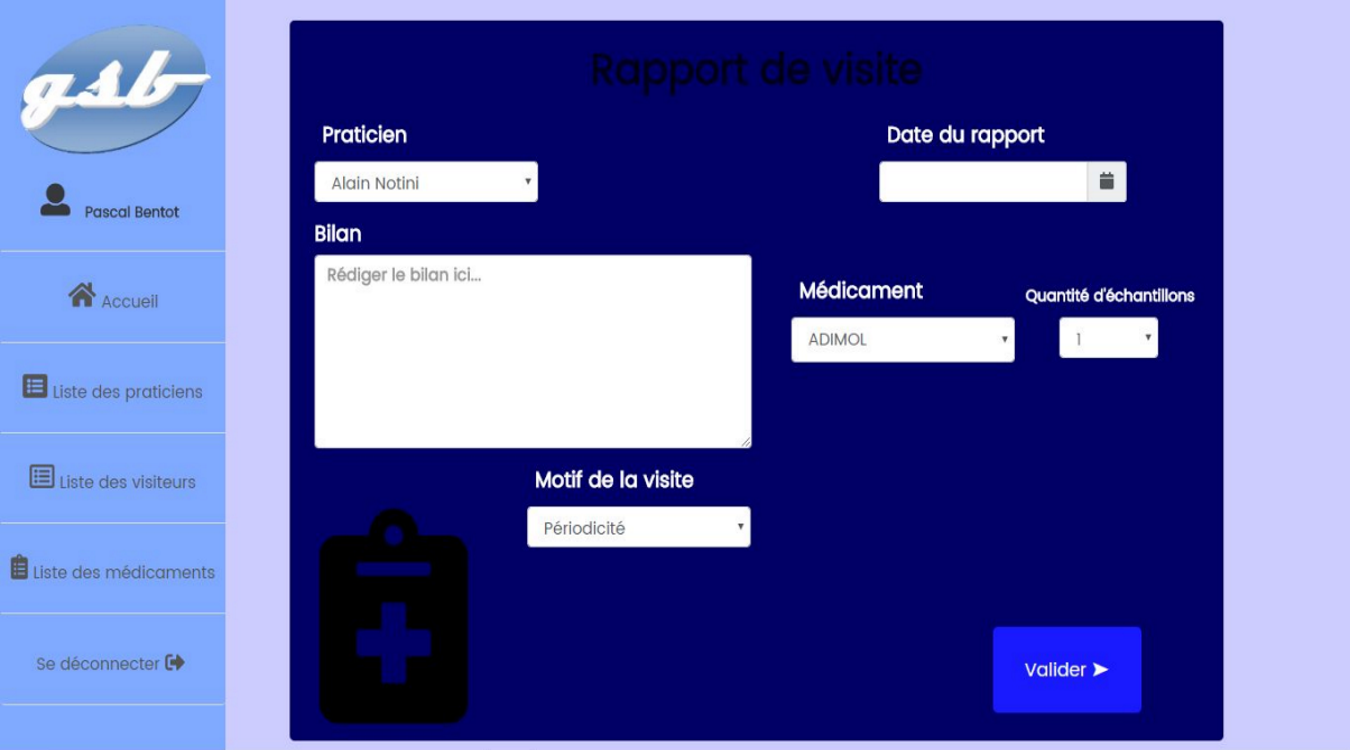 gsb
Pascal Bentot
Accueil
Liste des praticiens
Liste des visiteurs
Liste des médicaments
Se déconnecter
Rapport de visite
Praticien
Date du rapport
Alain Notini
Bilan
Rédiger le bilan ici...
Médicament
Quantité d'échantillons
ADIMOL
1
Motif de la visite
Périodicité
Valider ➤